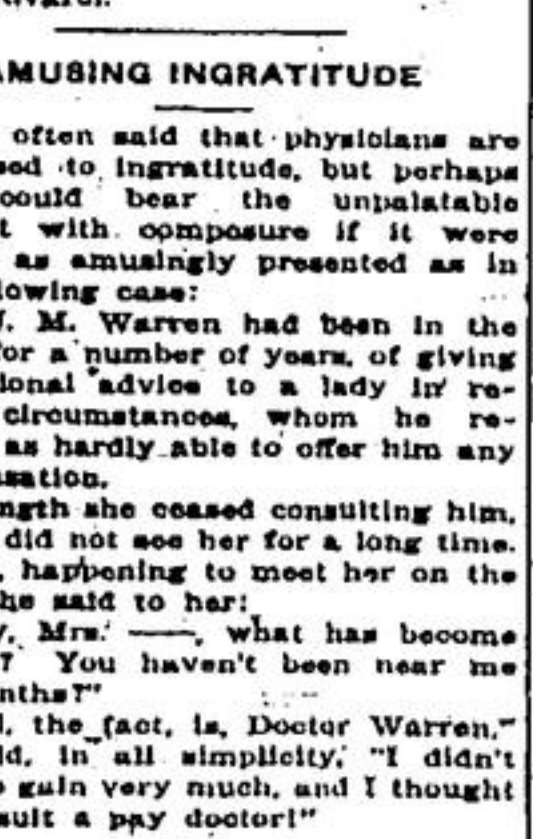 AMUSING INGRATITUDE
often said that physicians are
sed to ingratitude, but perhaps
could bear the unpalatable
t with composure if it were
as amusingly presented as in
lowing case:
J. M. Warren had been in the
for a number of years, of giving
ional advice to a lady in re-
circumstances, whom he re-
as hardly able to offer him any
sation.
ngth she ceased consulting him,
did not see her for a long time.
, happening to meet her on the
he said to her:
y, Mrs. ——, what has become
? You haven't been near me
nths?"
l, the fact, is, Doctor Warren,"
id, in all simplicity, "I didn't
o gain very much, and I thought
sult a pay doctor!"